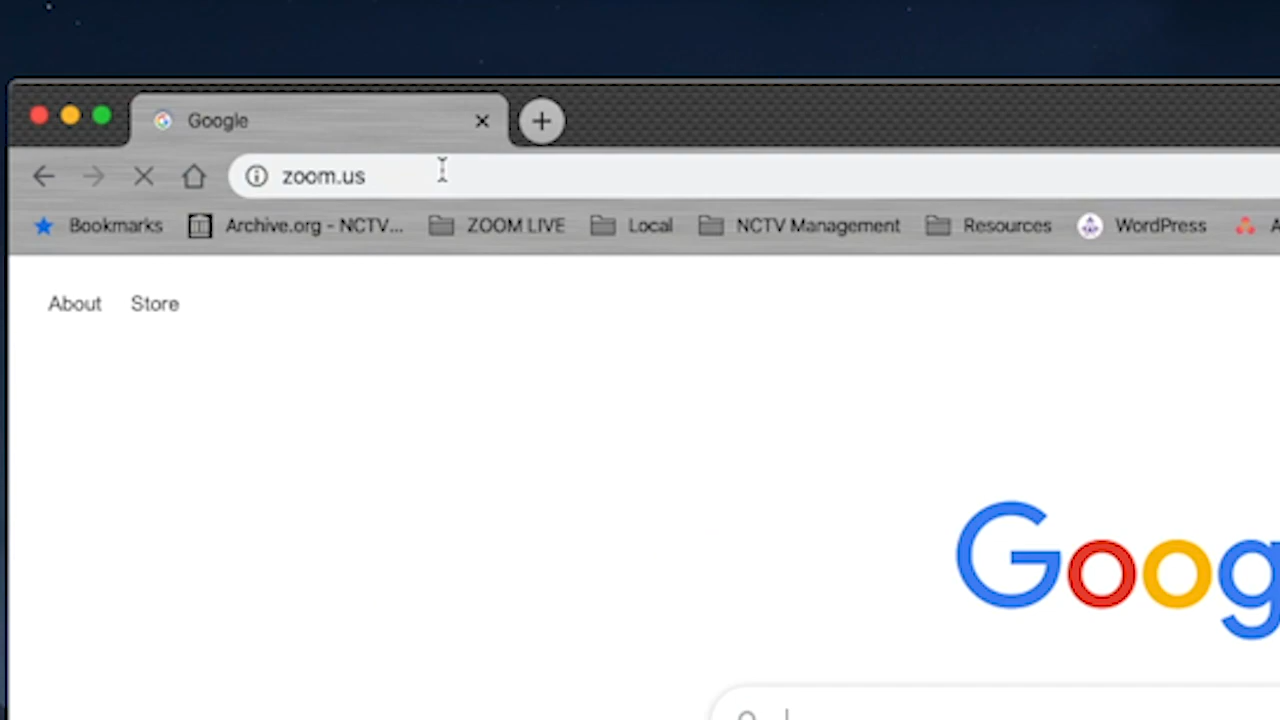 Google
zoom.us
Bookmarks Archive.org - NCTV... ZOOM LIVE Local NCTV Management Resources WordPress A
About Store
Goog